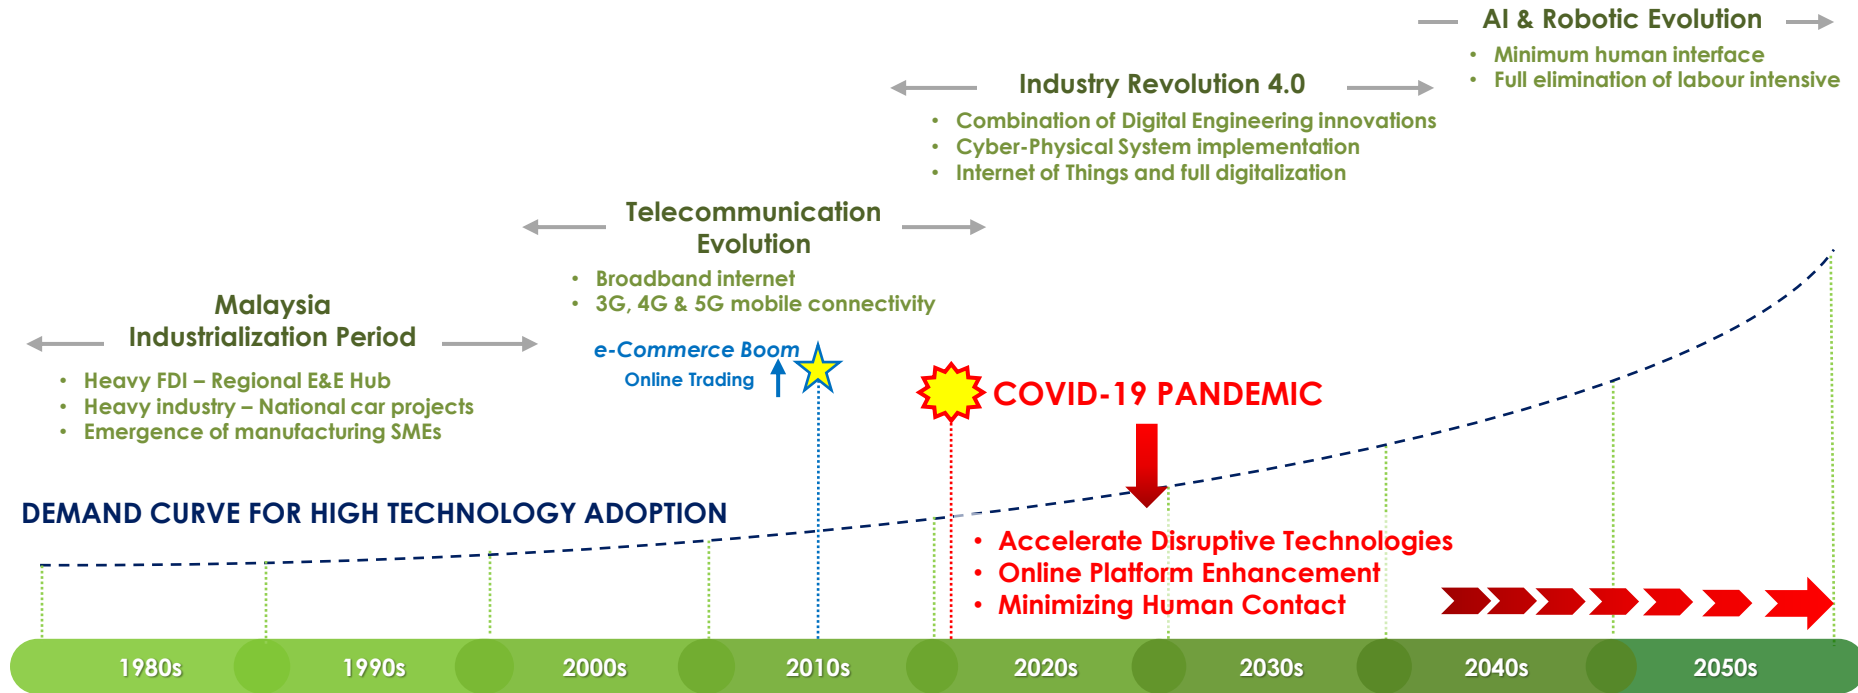 AI & Robotic Evolution
• Minimum human interface
• Full elimination of labour intensive
Industry Revolution 4.0
• Combination of Digital Engineering innovations
• Cyber-Physical System implementation
• Internet of Things and full digitalization
Telecommunication
Evolution
• Broadband internet
• 3G, 4G & 5G mobile connectivity
Malaysia
Industrialization Period
• Heavy FDI – Regional E&E Hub
• Heavy industry – National car projects
• Emergence of manufacturing SMEs
e-Commerce Boom
Online Trading
COVID-19 PANDEMIC
DEMAND CURVE FOR HIGH TECHNOLOGY ADOPTION
• Accelerate Disruptive Technologies
• Online Platform Enhancement
• Minimizing Human Contact
1980s 1990s 2000s 2010s 2020s 2030s 2040s 2050s